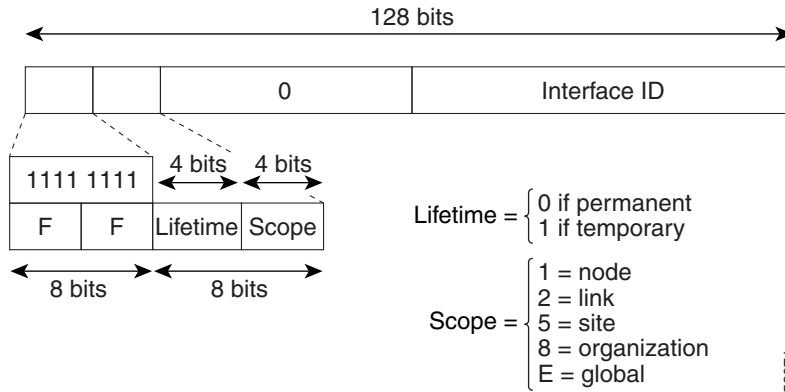 128 bits
0 Interface ID
4 bits 4 bits
1111 1111
F F Lifetime Scope
8 bits 8 bits
Lifetime = 0 if permanent
1 if temporary
Scope = 1 = node
2 = link
5 = site
8 = organization
E = global